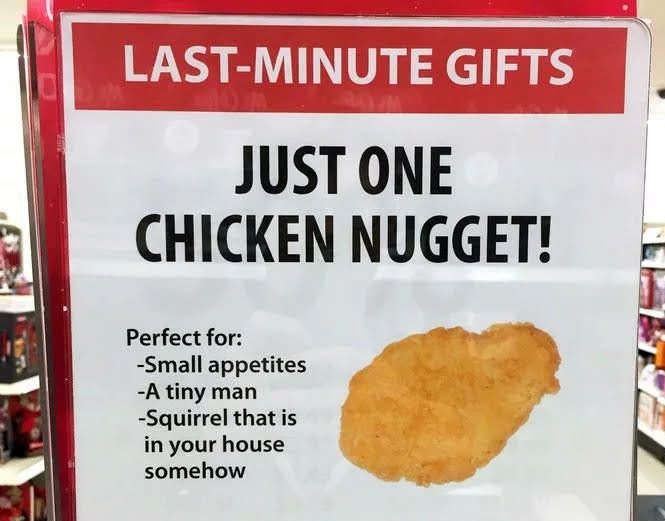 LAST-MINUTE GIFTS
JUST ONE
CHICKEN NUGGET!
Perfect for:
-Small appetites
-A tiny man
-Squirrel that is
in your house
somehow